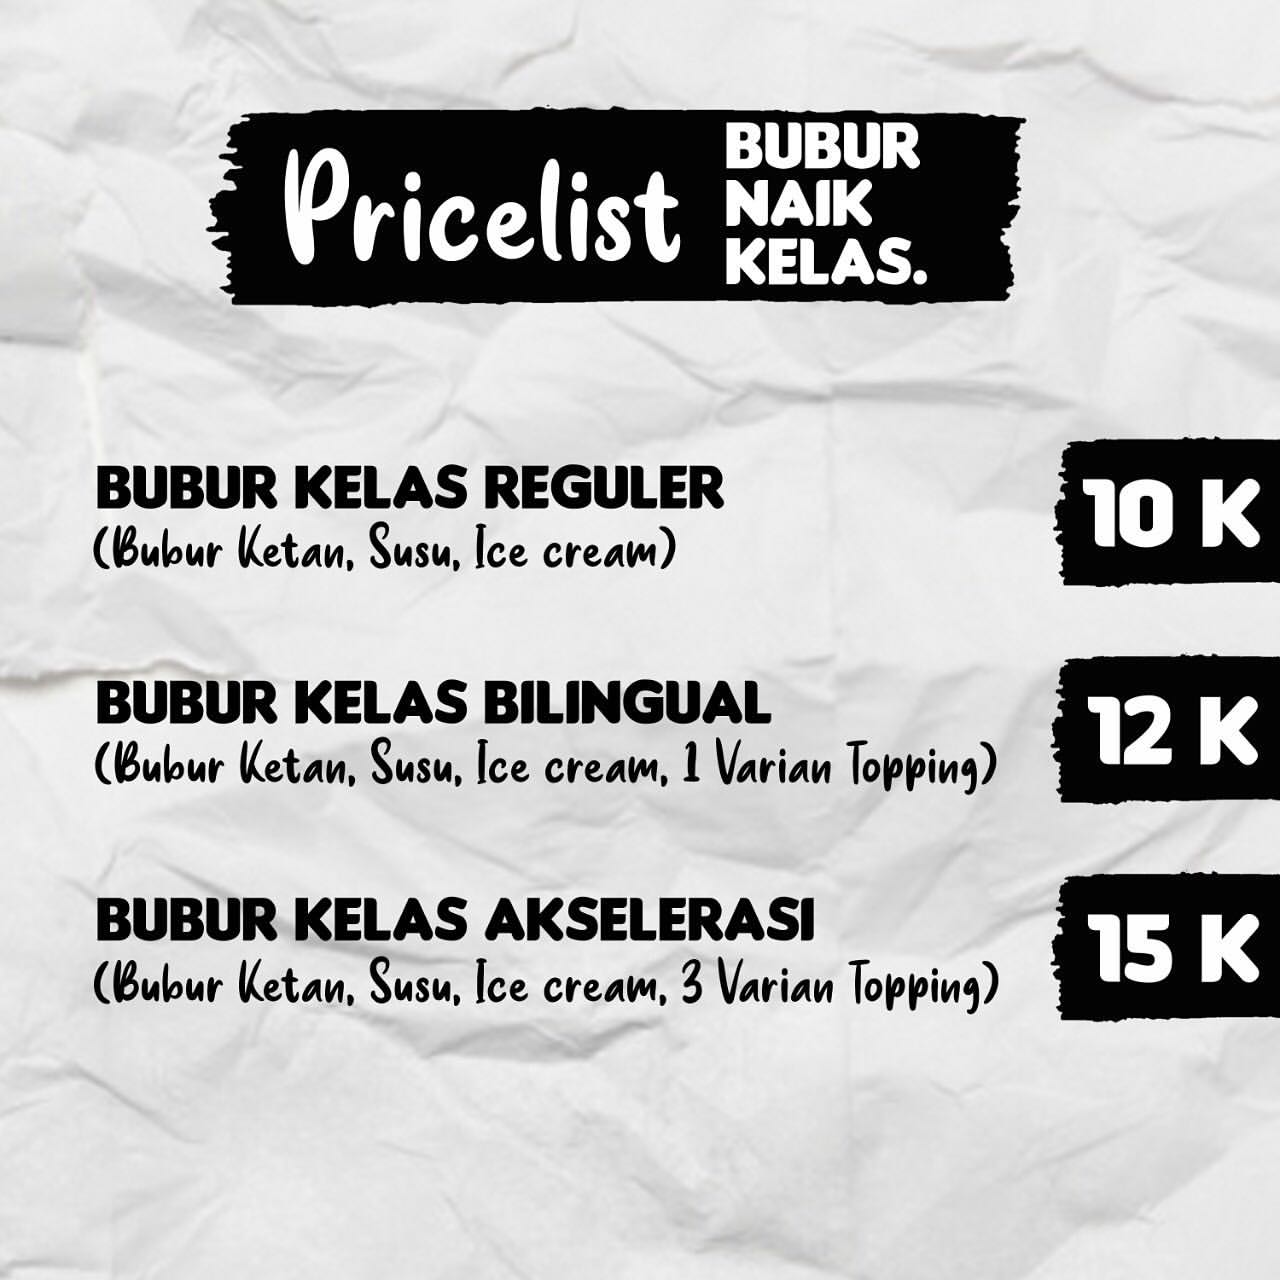 Pricelist
BUBUR
NAIK
KELAS.
BUBUR KELAS REGULER
(Bubur Ketan, Susu, Ice cream)
10 K
BUBUR KELAS BILINGUAL
(Bubur Ketan, Susu, Ice cream, 1 Varian Topping)
12 K
BUBUR KELAS AKSELERASI
(Bubur Ketan, Susu, Ice cream, 3 Varian Topping)
15 K